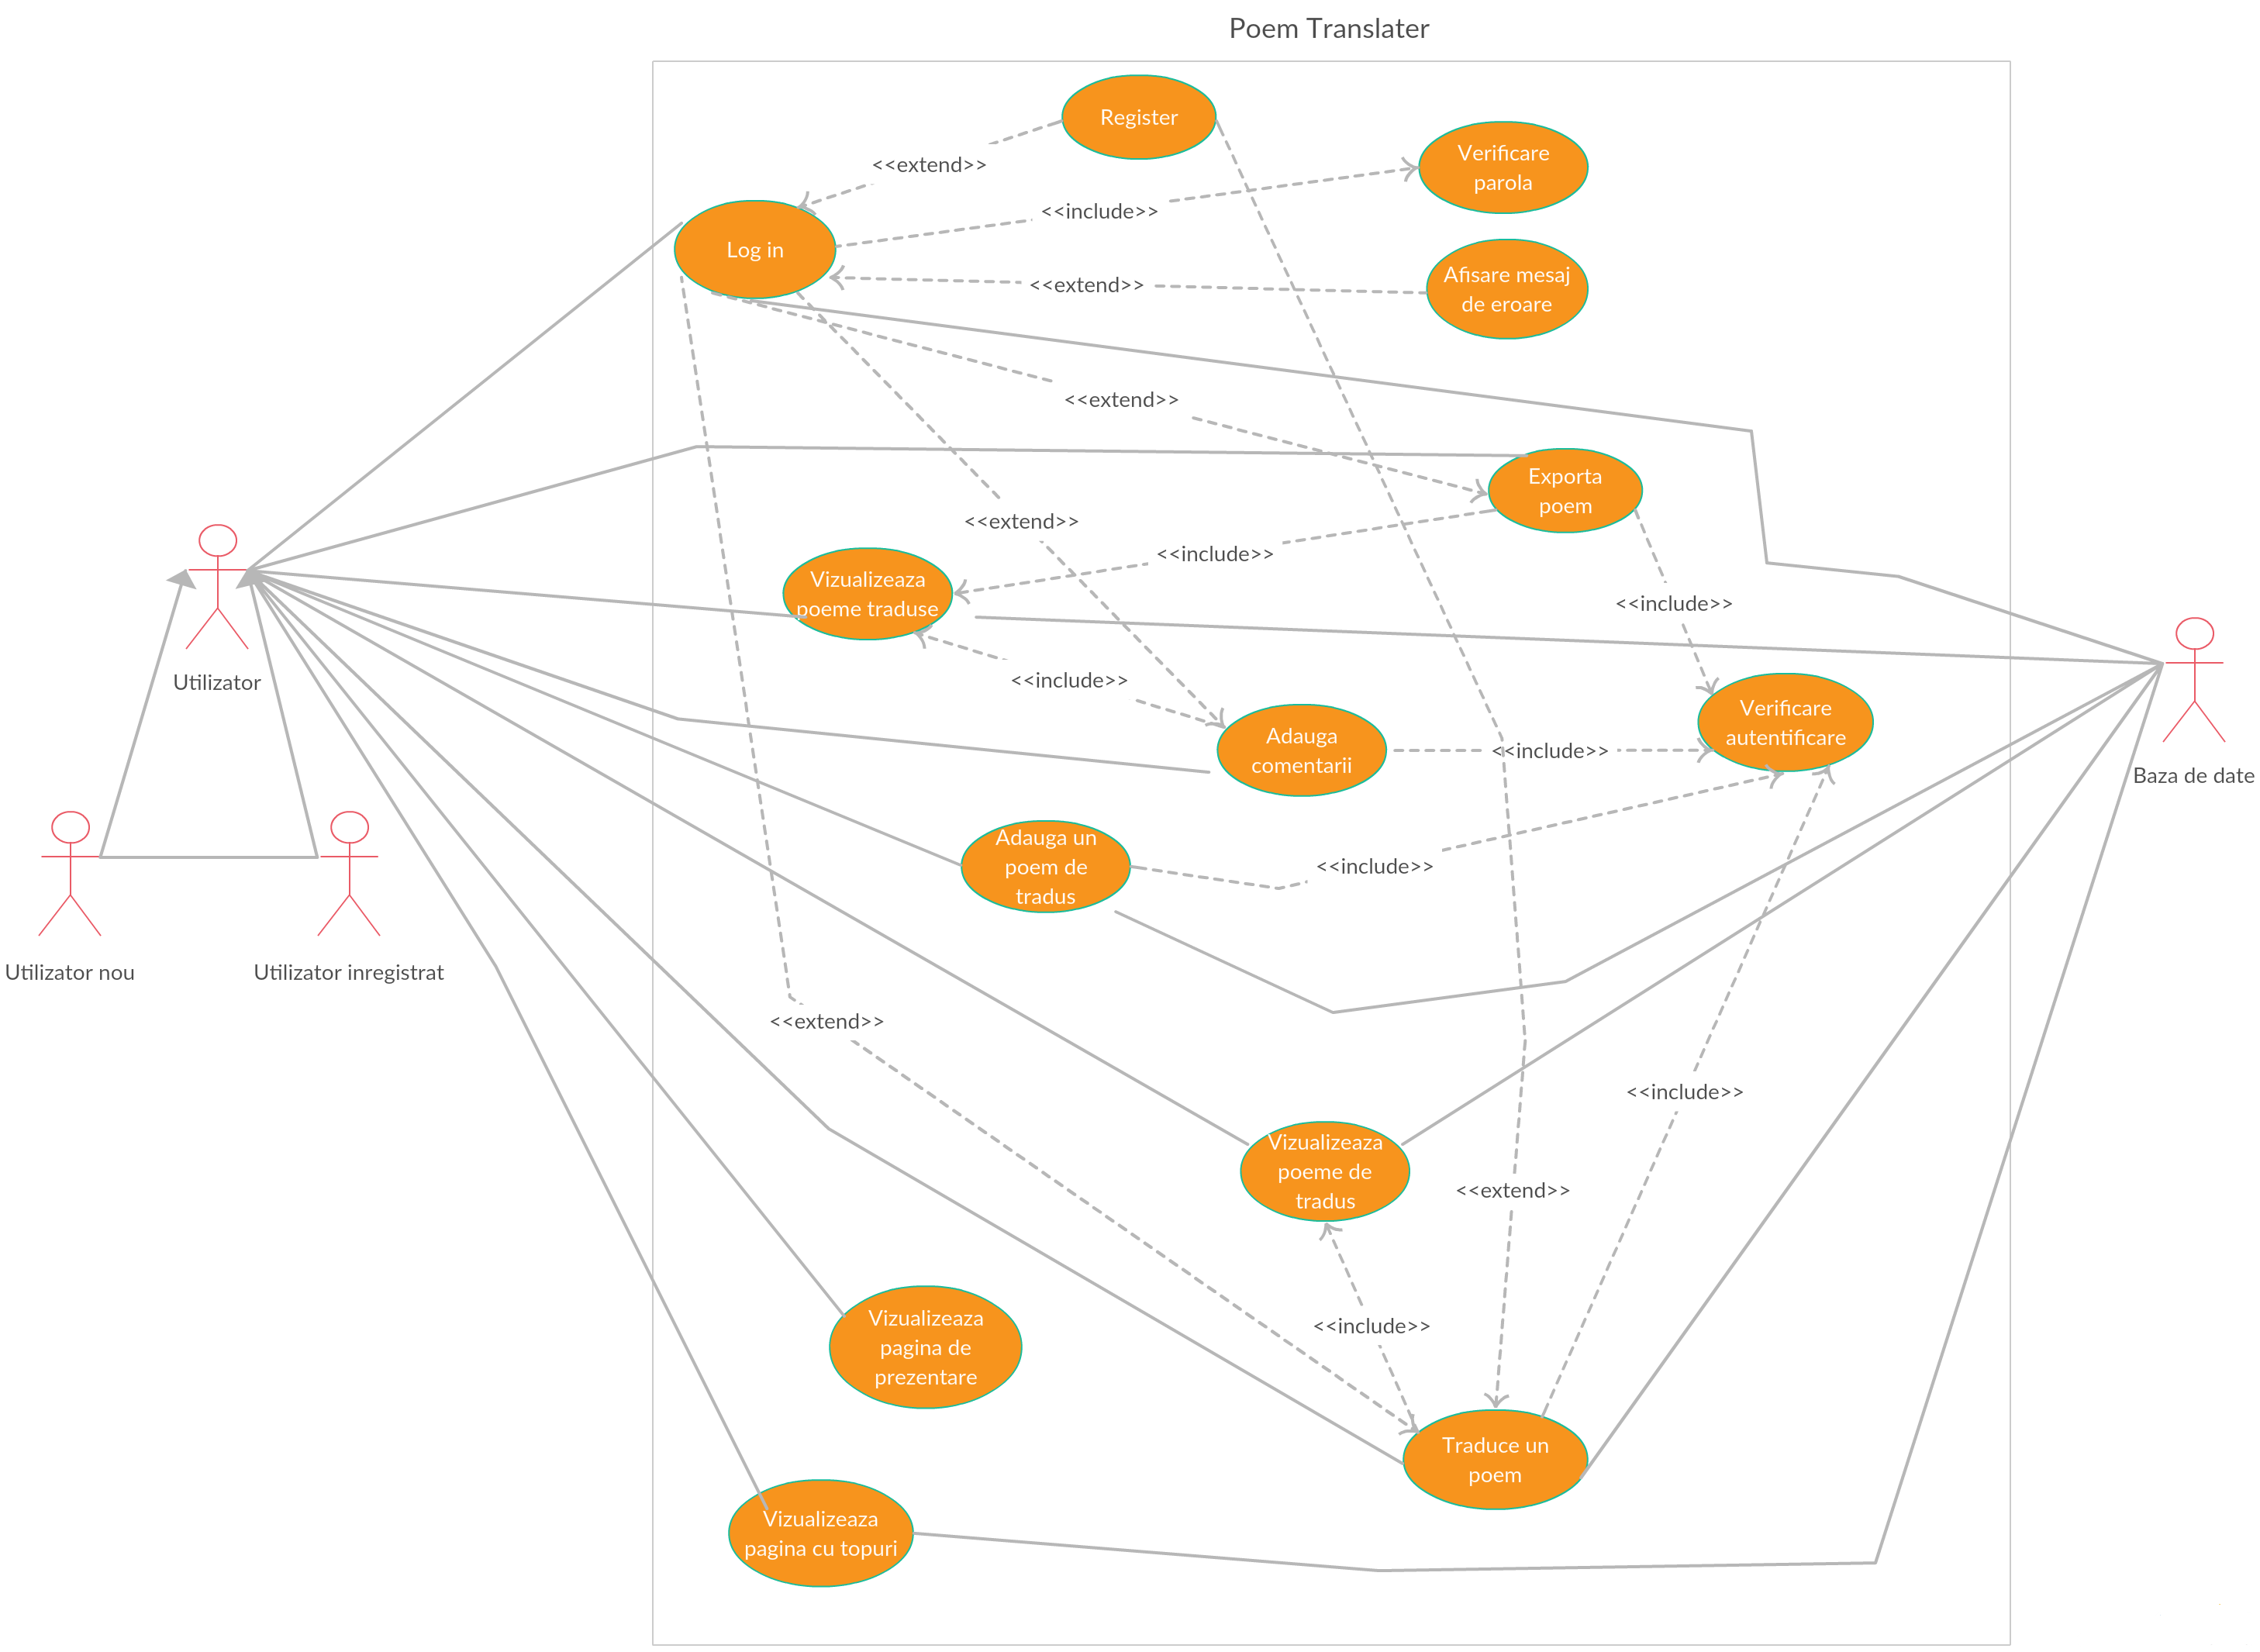 Poem Translater
Register
Verificare
parola
<<extend>>
<<include>>
Log in
Afisare mesaj
de eroare
<<extend>>
<<extend>>
Exporta
poem
<<extend>>
<<include>>
Vizualizeaza
poeme traduse
<<include>>
Utilizator
<<include>>
Verificare
autentificare
Adauga
comentarii
<<include>>
Baza de date
Adauga un
poem de
tradus
<<include>>
Utilizator nou
Utilizator inregistrat
<<extend>>
<<include>>
Vizualizeaza
poeme de
tradus
<<extend>>
<<include>>
Vizualizeaza
pagina de
prezentare
Traduce un
poem
Vizualizeaza
pagina cu topuri